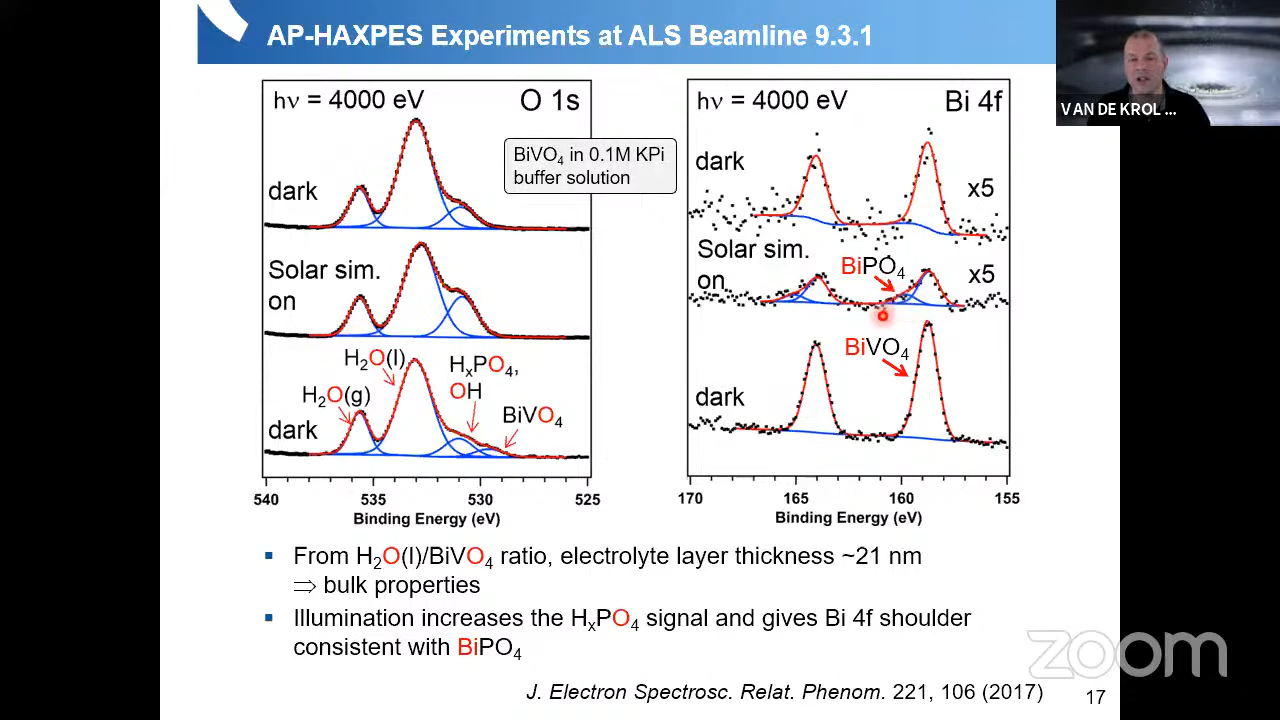 AP-HAXPES Experiments at ALS Beamline 9.3.1
VAN DE KROL ...
hν = 4000 eV
O 1s
BiVO₄ in 0.1M KPi
buffer solution
dark
Solar sim.
on
H₂O(l)
HₓPO₄,
OH
H₂O(g)
BiVO₄
dark
540
535
530
525
Binding Energy (eV)
hν = 4000 eV
Bi 4f
dark
x5
Solar sim.
on
BiPO₄
x5
BiVO₄
dark
170
165
160
155
Binding Energy (eV)
▪ From H₂O(l)/BiVO₄ ratio, electrolyte layer thickness ~21 nm
⇒ bulk properties
▪ Illumination increases the HₓPO₄ signal and gives Bi 4f shoulder
consistent with BiPO₄
zoom
J. Electron Spectrosc. Relat. Phenom. 221, 106 (2017)
17